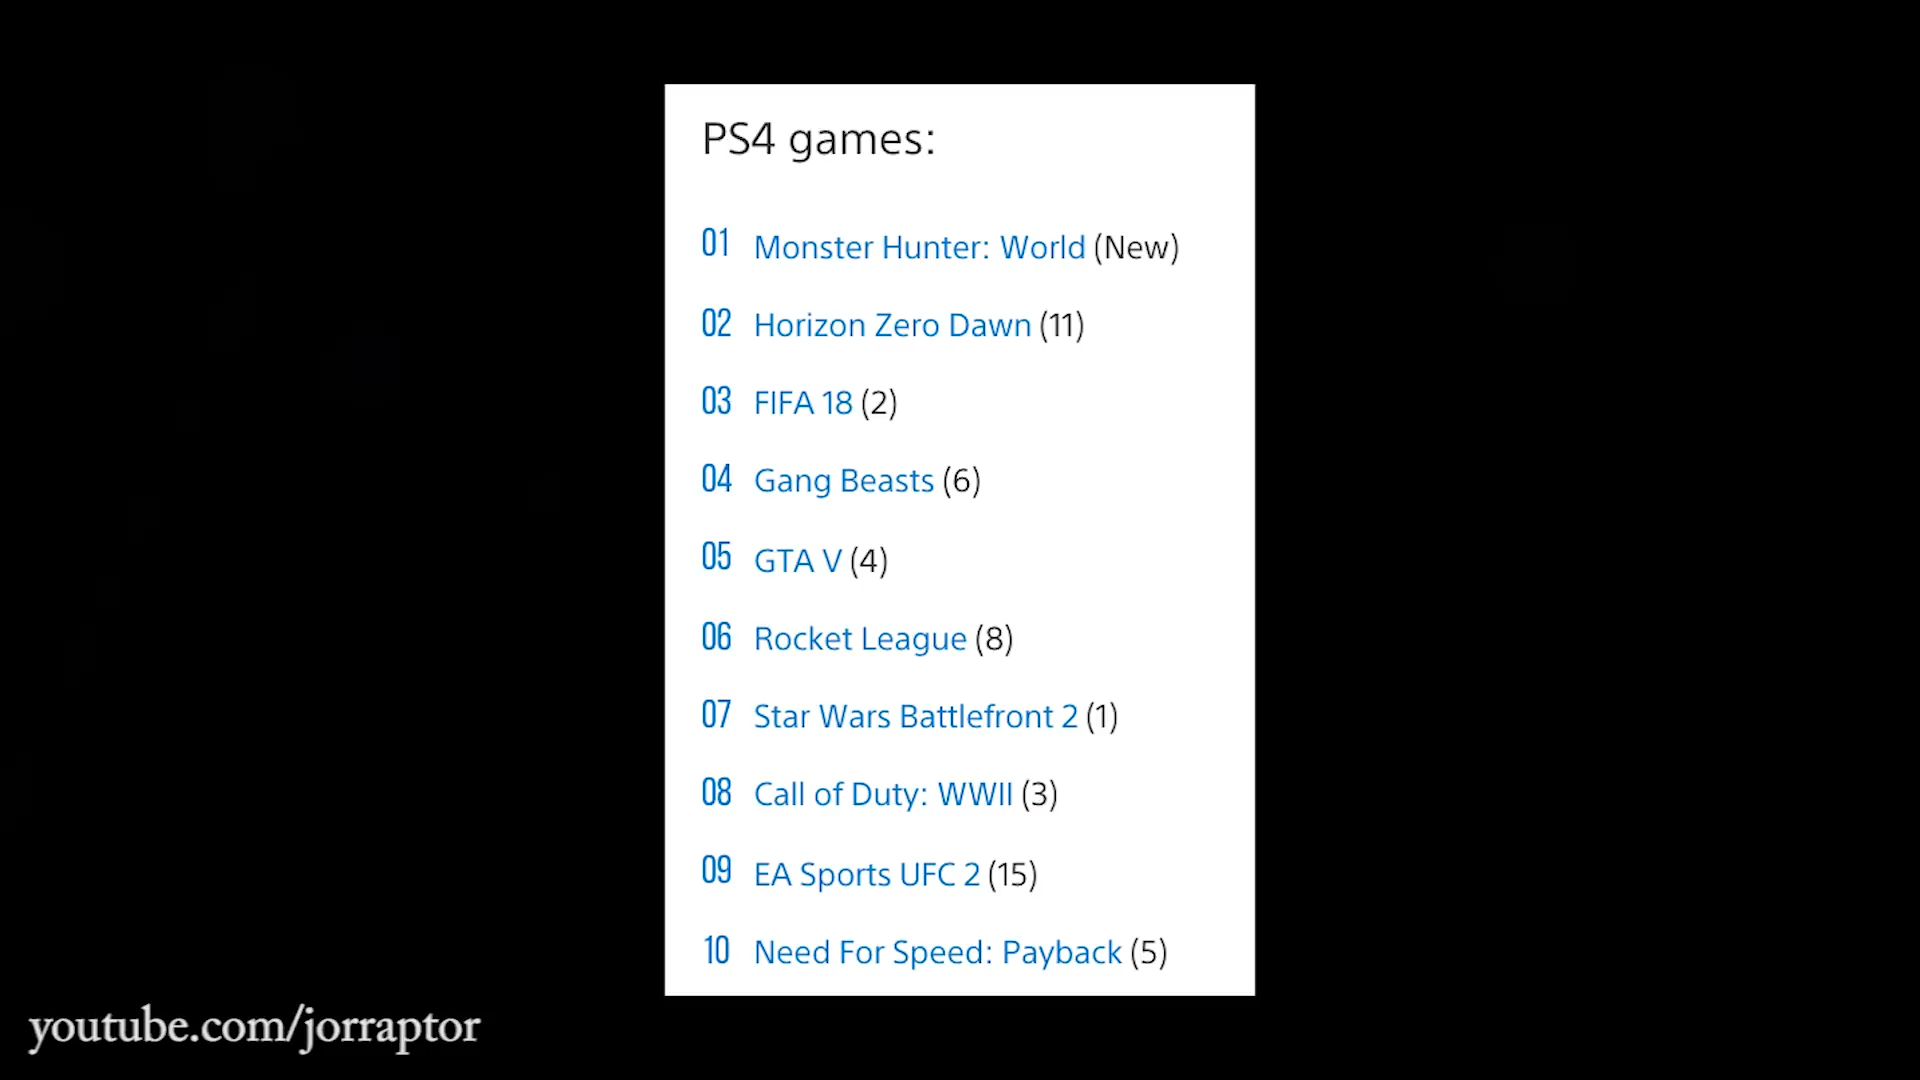 PS4 games:
01 Monster Hunter: World (New)
02 Horizon Zero Dawn (11)
03 FIFA 18 (2)
04 Gang Beasts (6)
05 GTA V (4)
06 Rocket League (8)
07 Star Wars Battlefront 2 (1)
08 Call of Duty: WWII (3)
09 EA Sports UFC 2 (15)
10 Need For Speed: Payback (5)
youtube.com/jorraptor